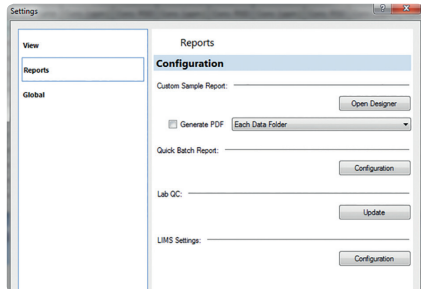 Settings
View
Reports
Global
Reports
Configuration
Custom Sample Report:
Open Designer
Generate PDF
Each Data Folder
Quick Batch Report:
Configuration
Lab QC:
Update
LIMS Settings:
Configuration